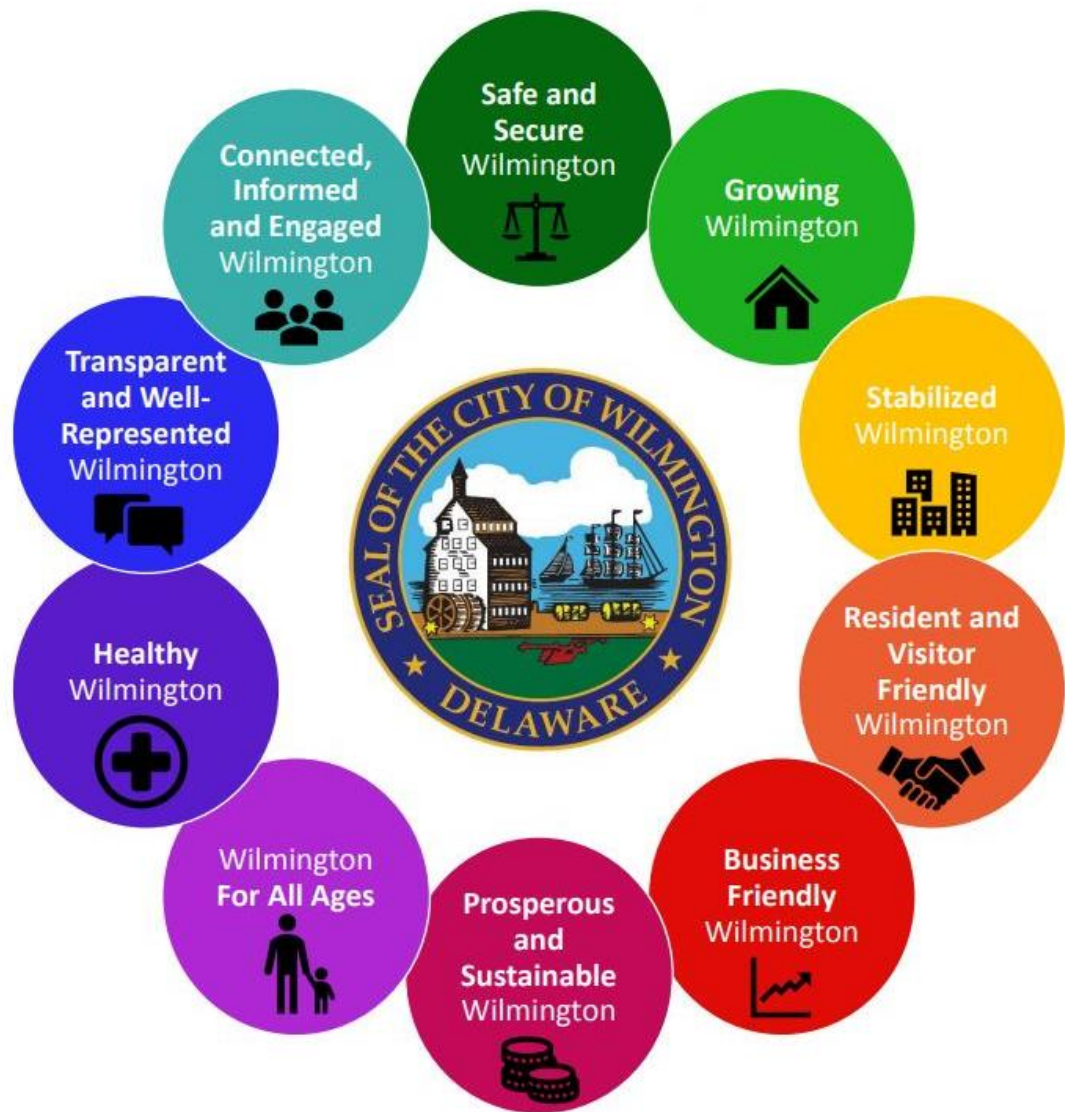 Safe and
Secure
Wilmington
Growing
Wilmington
Stabilized
Wilmington
Resident and
Visitor
Friendly
Wilmington
Business
Friendly
Wilmington
Prosperous
and
Sustainable
Wilmington
Wilmington
For All Ages
Healthy
Wilmington
Transparent
and Well-
Represented
Wilmington
Connected,
Informed
and Engaged
Wilmington
SEAL OF THE CITY OF WILMINGTON
DELAWARE